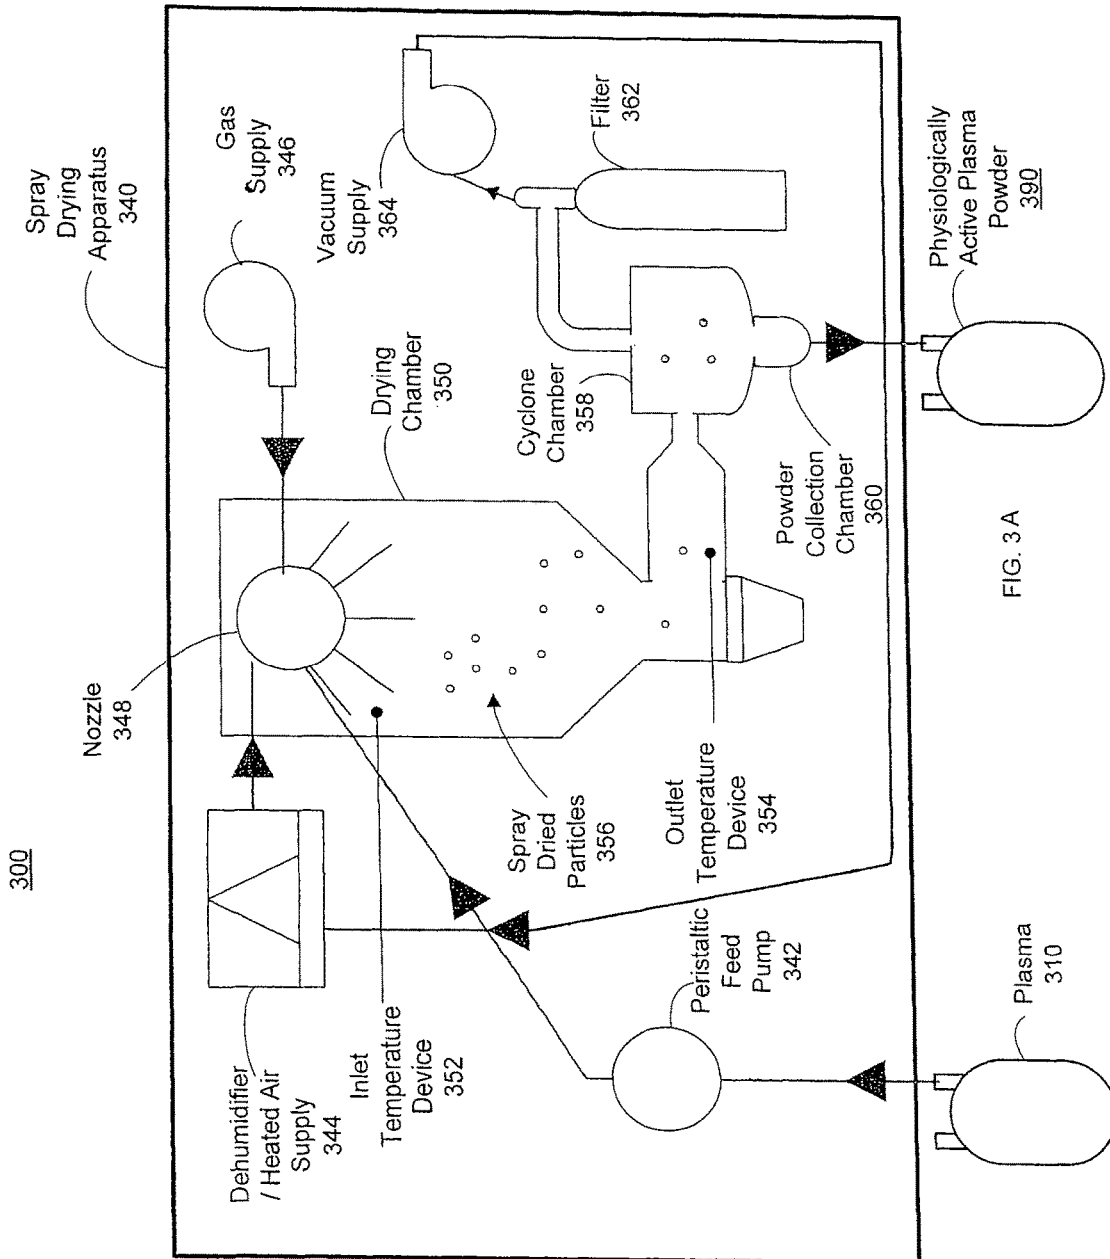 300
Spray
Drying
Apparatus
340
Nozzle
348
Gas
Supply
346
Vacuum
Supply
364
Filter
362
Drying
Chamber
350
Cyclone
Chamber
358
Dehumidifier
/ Heated Air
Supply
344
Inlet
Temperature
Device
352
Spray
Dried
Particles
356
Outlet
Temperature
Device
354
Powder
Collection
Chamber
360
Peristaltic
Feed
Pump
342
Plasma
310
Physiologically
Active Plasma
Powder
390
FIG. 3A